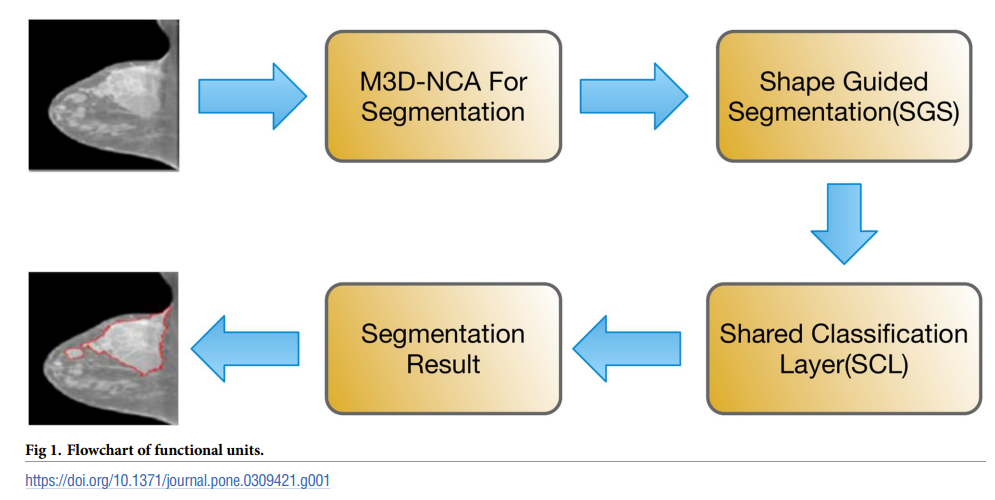 M3D-NCA For
Segmentation
Shape Guided
Segmentation(SGS)
Shared Classification
Layer(SCL)
Segmentation
Result
Fig 1. Flowchart of functional units.
https://doi.org/10.1371/journal.pone.0309421.g001